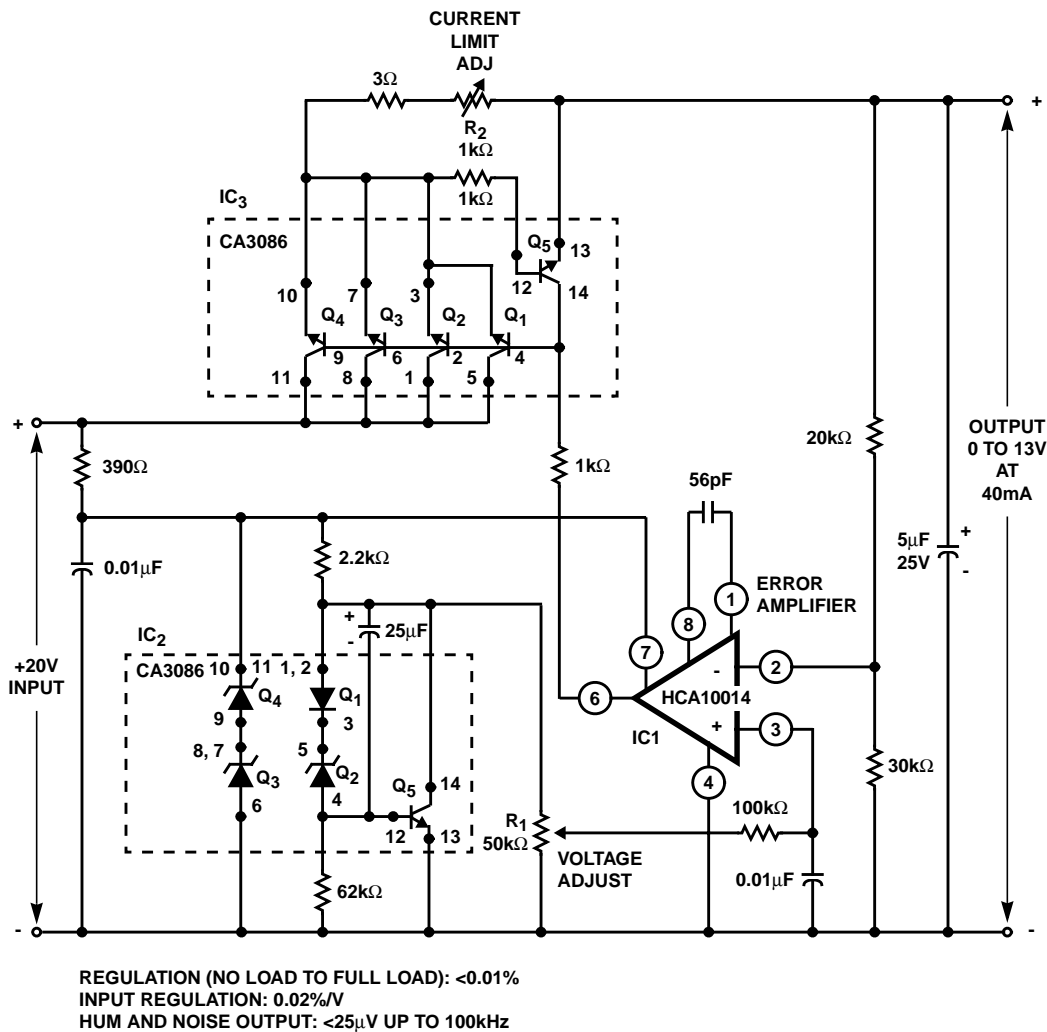 CURRENT
LIMIT
ADJ
3Ω
R2
1kΩ
1kΩ
IC3
CA3086
Q5
13
12
14
10
7
3
Q4
Q3
Q2
Q1
9
6
2
4
11
8
1
5
+
+
390Ω
1kΩ
20kΩ
OUTPUT
0 TO 13V
AT
40mA
56pF
0.01μF
2.2kΩ
5μF
25V
+
-
ERROR
AMPLIFIER
1
8
7
+
-
25μF
IC2
CA3086
+20V
INPUT
10
11
1, 2
Q4
Q1
9
3
8, 7
5
Q3
Q2
6
4
Q5
14
12
13
6
HCA10014
-
+
2
3
IC1
4
30kΩ
R1
50kΩ
100kΩ
VOLTAGE
ADJUST
0.01μF
62kΩ
-
-
REGULATION (NO LOAD TO FULL LOAD): <0.01%
INPUT REGULATION: 0.02%/V
HUM AND NOISE OUTPUT: <25μV UP TO 100kHz